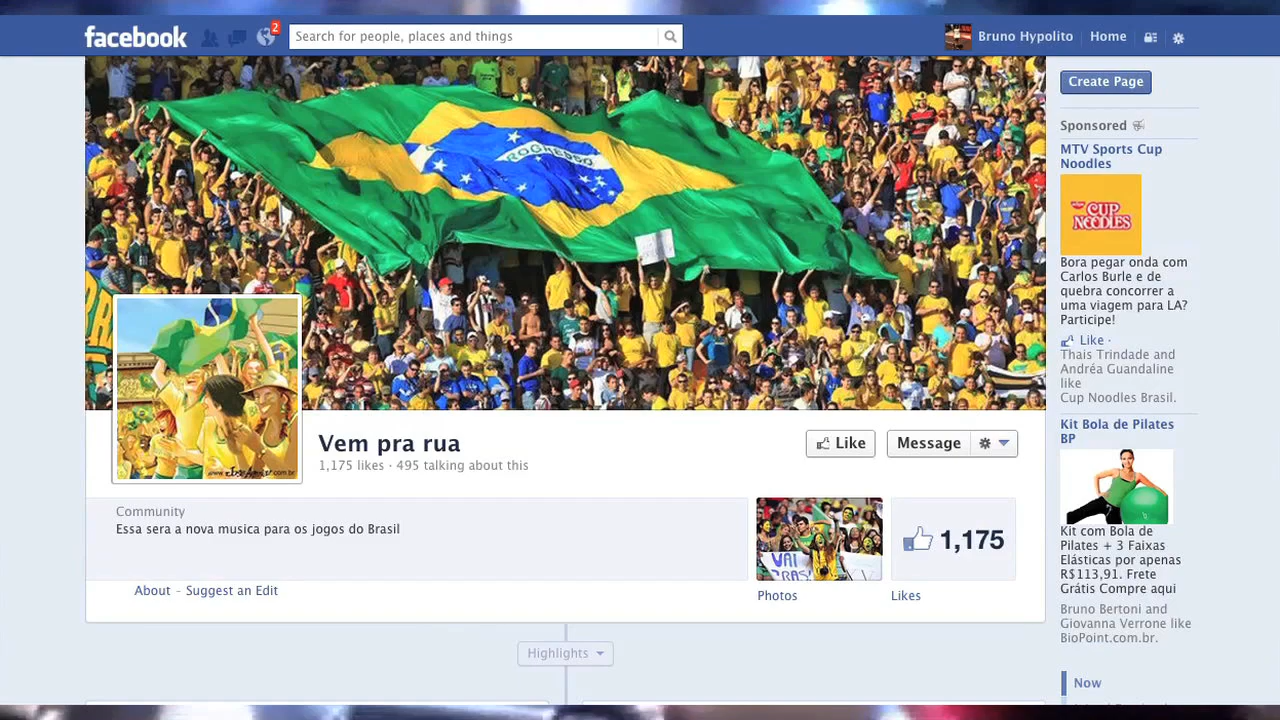 facebook
2
Search for people, places and things
Bruno Hypolito
Home
Create Page
Sponsored
MTV Sports Cup
Noodles
CUP
NOODLES
Bora pegar onda com
Carlos Burle e de
quebra concorrer a
uma viagem para LA?
Participe!
Like ·
Thais Trindade and
Andréa Guandaline
like
Cup Noodles Brasil.
Kit Bola de Pilates
BP
Kit com Bola de
Pilates + 3 Faixas
Elásticas por apenas
R$113,91. Frete
Grátis Compre aqui
Bruno Bertoni and
Giovanna Verrone like
BioPoint.com.br.
Now
Vem pra rua
1,175 likes · 495 talking about this
Like
Message
Community
Essa sera a nova musica para os jogos do Brasil
About - Suggest an Edit
VAI
Photos
1,175
Likes
Highlights